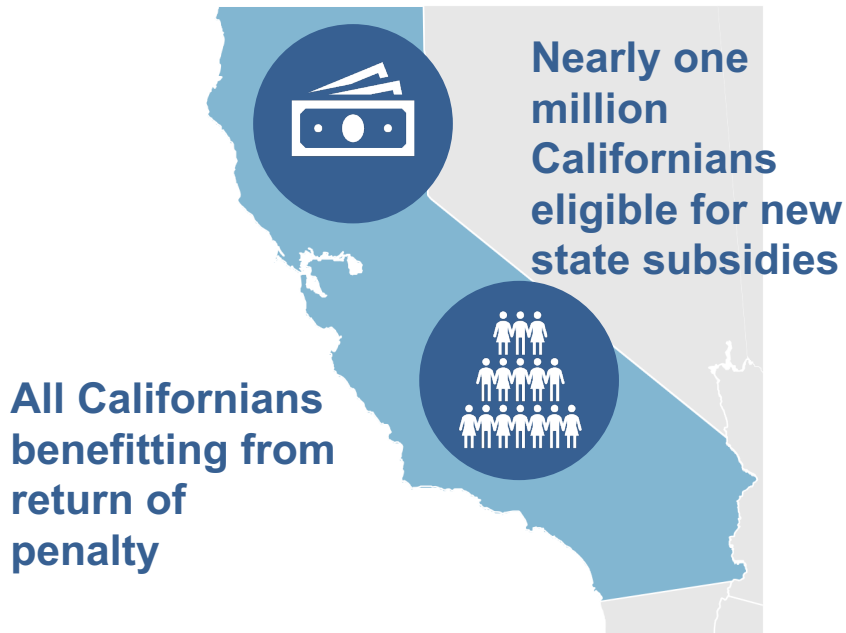 Nearly one
million
Californians
eligible for new
state subsidies
All Californians
benefitting from
return of
penalty